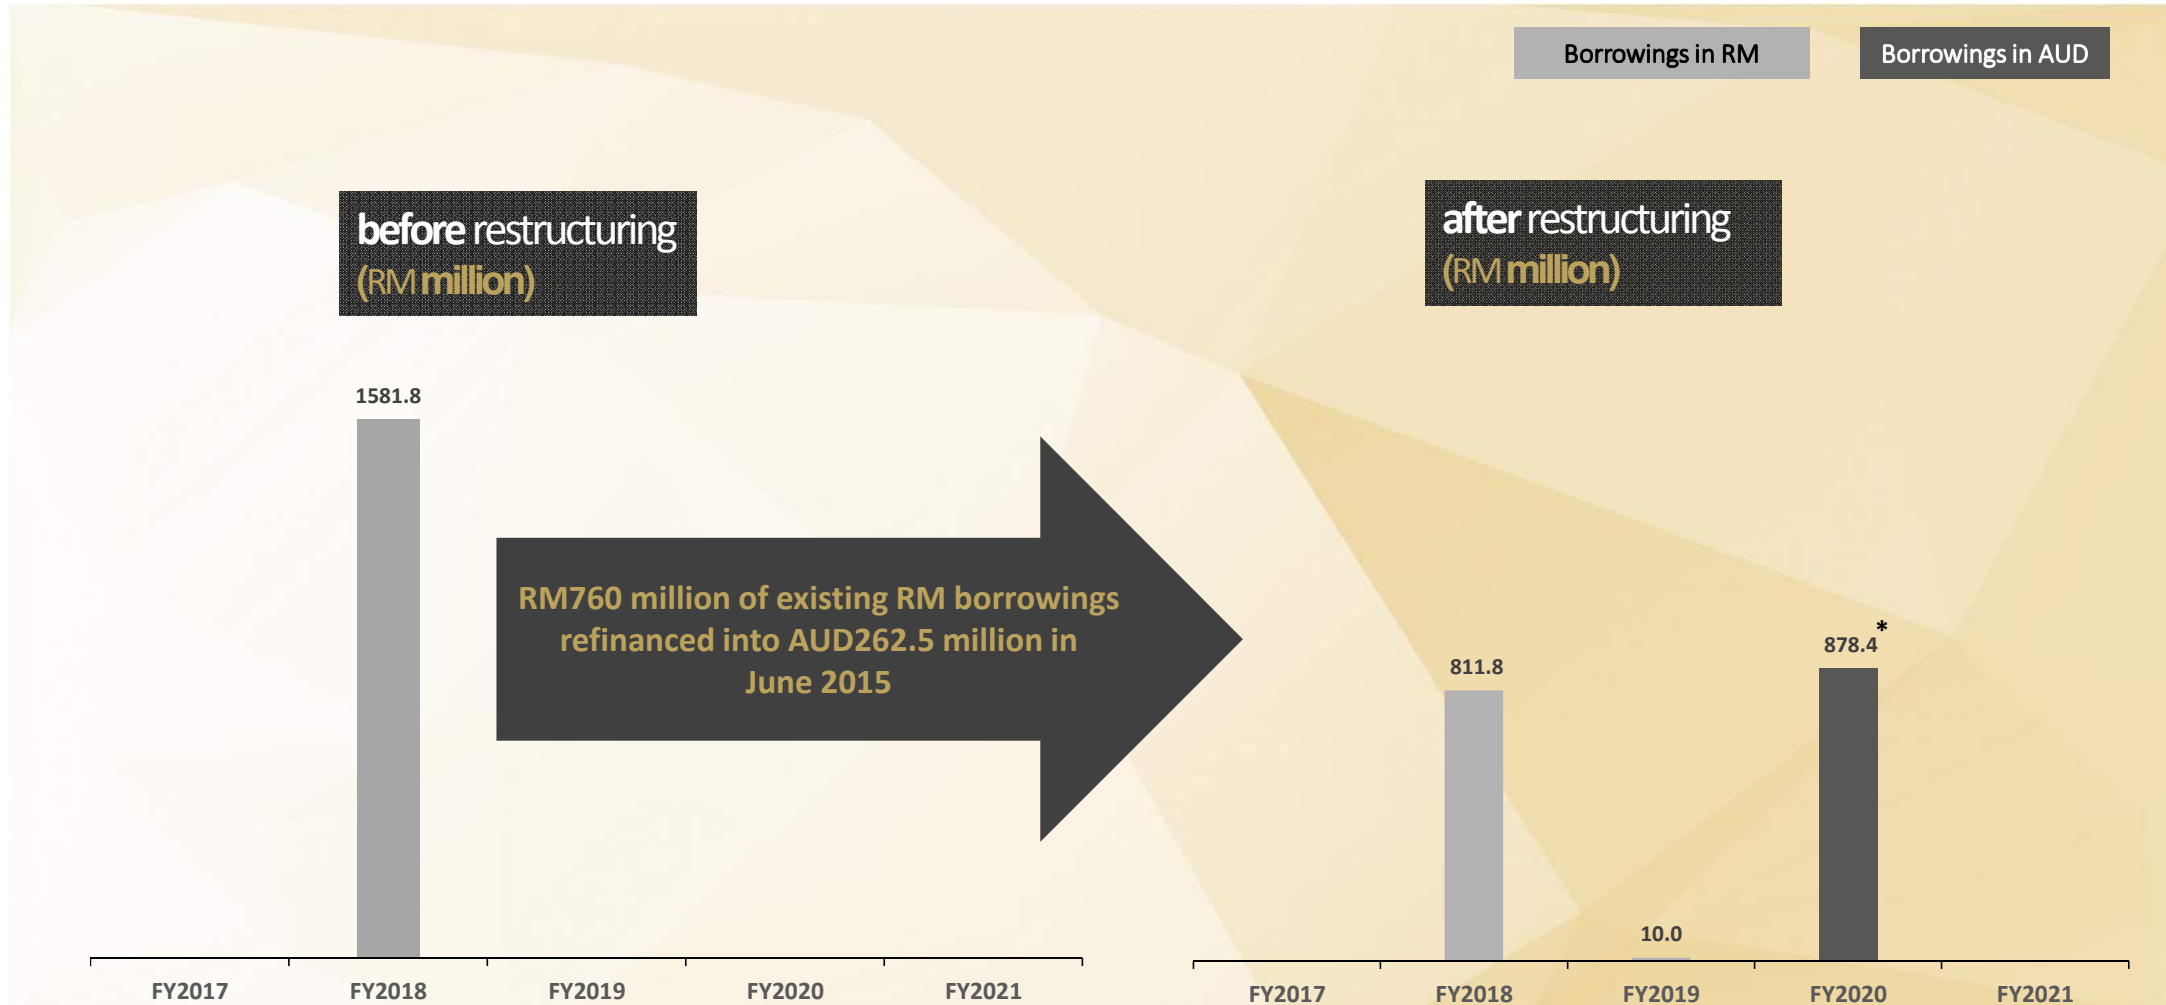 Borrowings in RM
Borrowings in AUD
before restructuring
(RM million)
after restructuring
(RM million)
1581.8
RM760 million of existing RM borrowings
refinanced into AUD262.5 million in
June 2015
811.8
10.0
878.4*
FY2017 FY2018 FY2019 FY2020 FY2021
FY2017 FY2018 FY2019 FY2020 FY2021